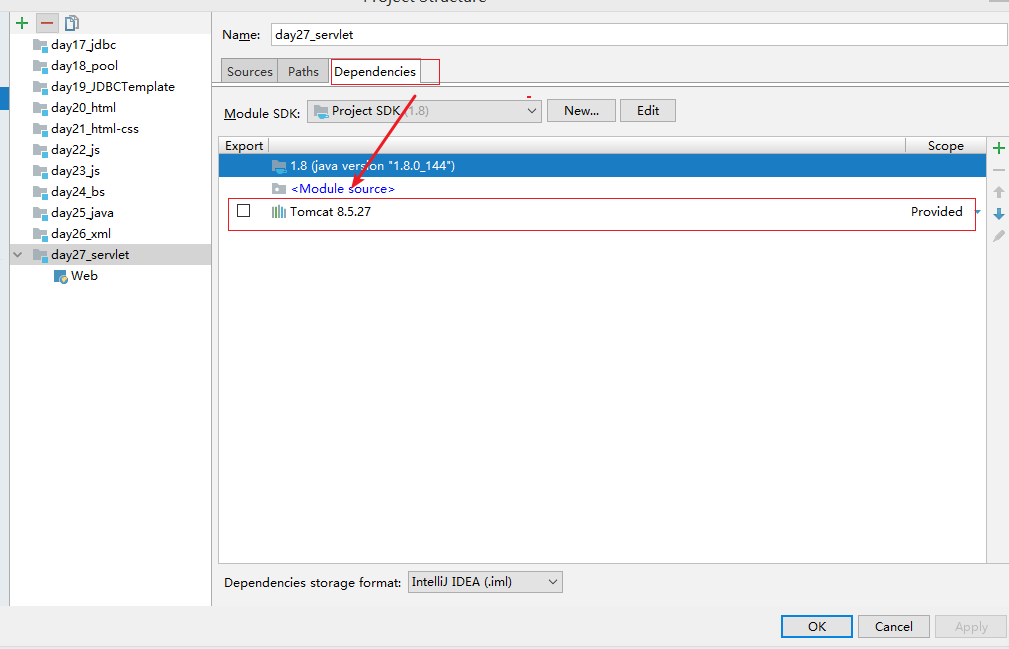 Project Structure
Name: day27_servlet
Sources Paths Dependencies
Module SDK: Project SDK (1.8) New... Edit
Export Scope
1.8 (java version "1.8.0_144")
<Module source>
Tomcat 8.5.27 Provided
day17_jdbc
day18_pool
day19_JDBCTemplate
day20_html
day21_html-css
day22_js
day23_js
day24_bs
day25_java
day26_xml
day27_servlet
Web
Dependencies storage format: IntelliJ IDEA (.iml)
OK Cancel Apply